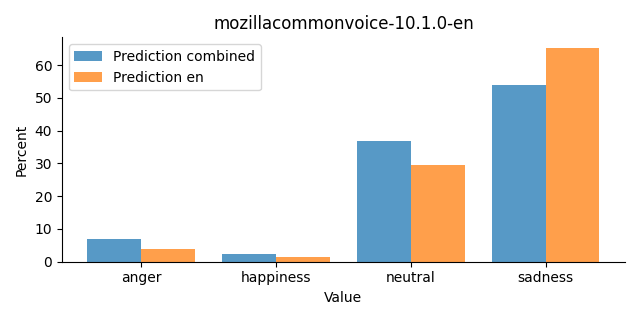 mozillacommonvoice-10.1.0-en
Prediction combined
Prediction en
Percent
60
50
40
30
20
10
0
anger happiness neutral sadness
Value